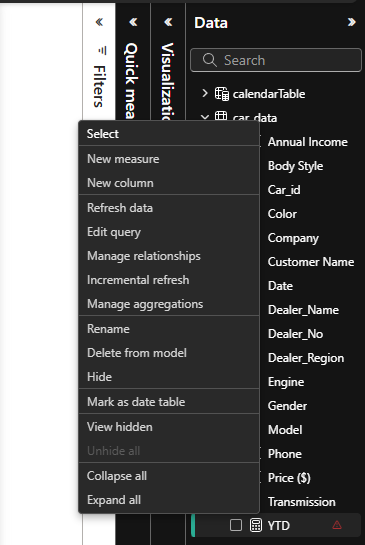 Data
Search
Filters
Quick mea
Visualizatio
calendarTable
car_data
Select
New measure
New column
Refresh data
Edit query
Manage relationships
Incremental refresh
Manage aggregations
Rename
Delete from model
Hide
Mark as date table
View hidden
Unhide all
Collapse all
Expand all
Annual Income
Body Style
Car_id
Color
Company
Customer Name
Date
Dealer_Name
Dealer_No
Dealer_Region
Engine
Gender
Model
Phone
Price ($)
Transmission
YTD